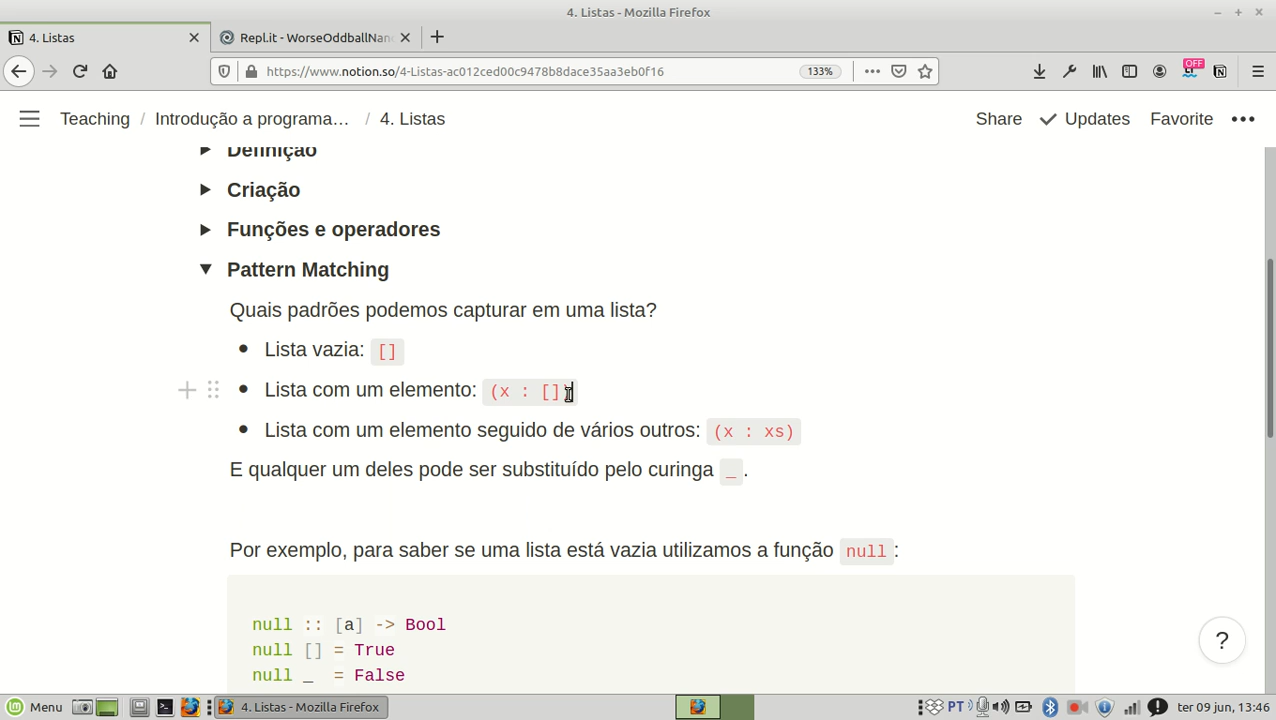 4. Listas - Mozilla Firefox
4. Listas
Repl.it - WorseOddballNan
https://www.notion.so/4-Listas-ac012ced00c9478b8dace35aa3eb0f16
133%
OFF
Teaching / Introdução a programa… / 4. Listas
Share Updates Favorite
Definição
Criação
Funções e operadores
Pattern Matching
Quais padrões podemos capturar em uma lista?
Lista vazia: []
Lista com um elemento: (x : [])
Lista com um elemento seguido de vários outros: (x : xs)
E qualquer um deles pode ser substituído pelo curinga _.
Por exemplo, para saber se uma lista está vazia utilizamos a função null:
null :: [a] -> Bool
null [] = True
null _ = False
?
Menu
4. Listas - Mozilla Firefox
PT
ter 09 jun, 13:46